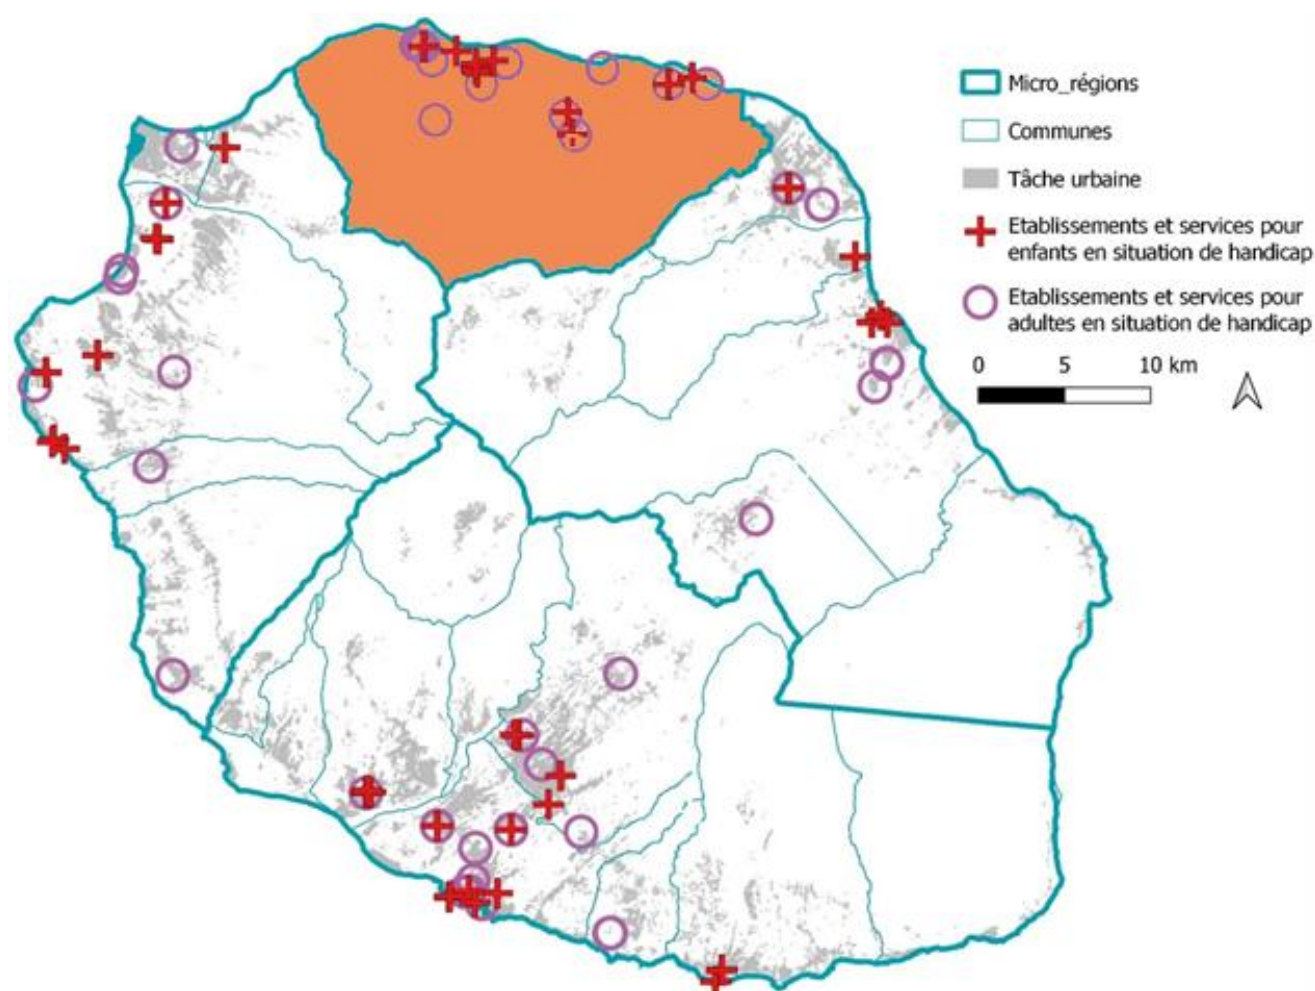 Micro_régions
Communes
Tâche urbaine
Etablissements et services pour
enfants en situation de handicap
Etablissements et services pour
adultes en situation de handicap
0 5 10 km